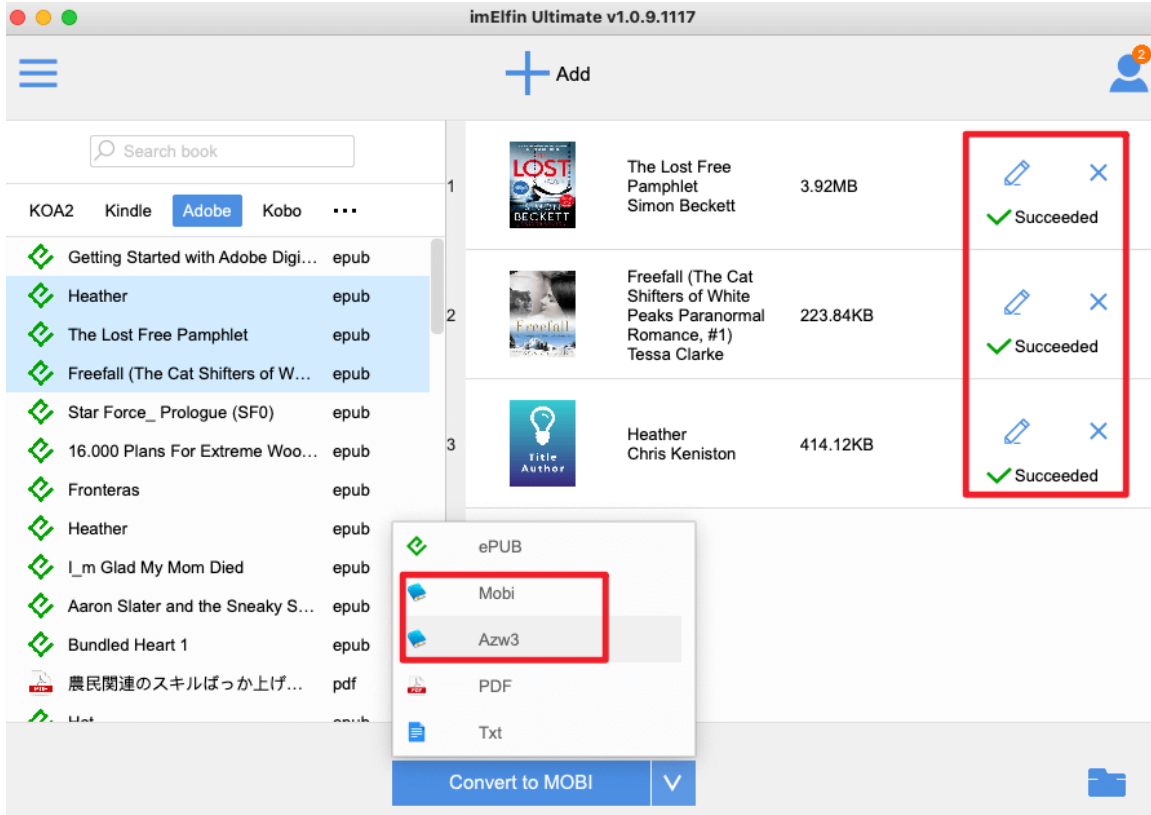 imElfin Ultimate v1.0.9.1117
Add
2
Search book
KOA2 Kindle Adobe Kobo ...
Getting Started with Adobe Digi... epub
Heather epub
The Lost Free Pamphlet epub
Freefall (The Cat Shifters of W... epub
Star Force_ Prologue (SF0) epub
16.000 Plans For Extreme Woo... epub
Fronteras epub
Heather epub
I_m Glad My Mom Died epub
Aaron Slater and the Sneaky S... epub
Bundled Heart 1 epub
PDF
農民関連のスキルばっか上げ... pdf
1
LOST
SIMON
BECKETT
The Lost Free
Pamphlet
Simon Beckett
3.92MB
Succeeded
2
Freefall
Freefall (The Cat
Shifters of White
Peaks Paranormal
Romance, #1)
Tessa Clarke
223.84KB
Succeeded
3
Title
Author
Heather
Chris Keniston
414.12KB
Succeeded
ePUB
Mobi
Azw3
PDF
PDF
Txt
Convert to MOBI